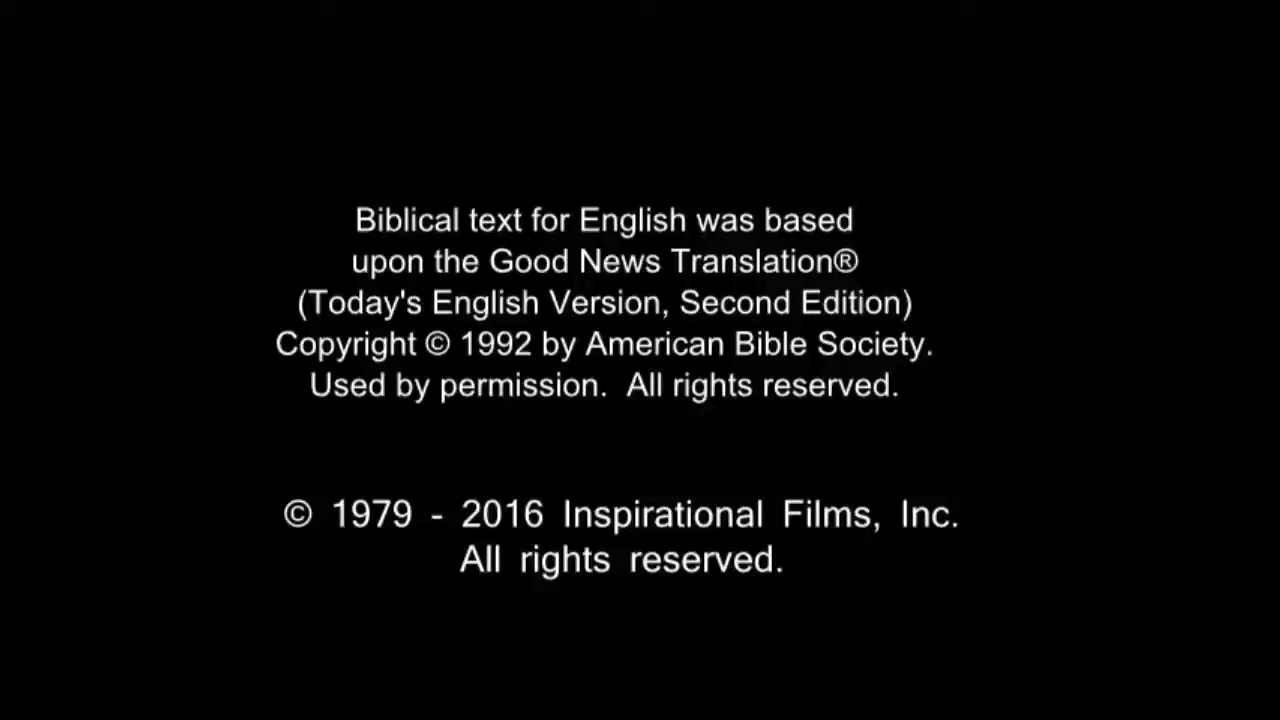 Biblical text for English was based
upon the Good News Translation®
(Today's English Version, Second Edition)
Copyright © 1992 by American Bible Society.
Used by permission. All rights reserved.
© 1979 - 2016 Inspirational Films, Inc.
All rights reserved.